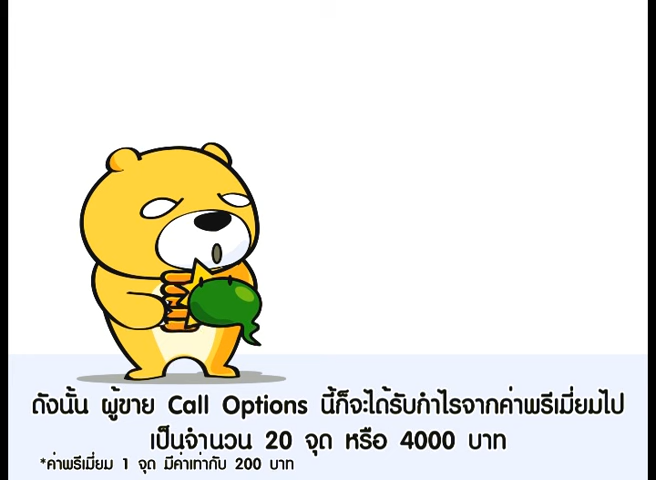 ดังนั้น ผู้ขาย Call Options นี้ก็จะได้รับกำไรจากค่าพรีเมี่ยมไป
เป็นจำนวน 20 จุด หรือ 4000 บาท
*ค่าพรีเมี่ยม 1 จุด มีค่าเท่ากับ 200 บาท